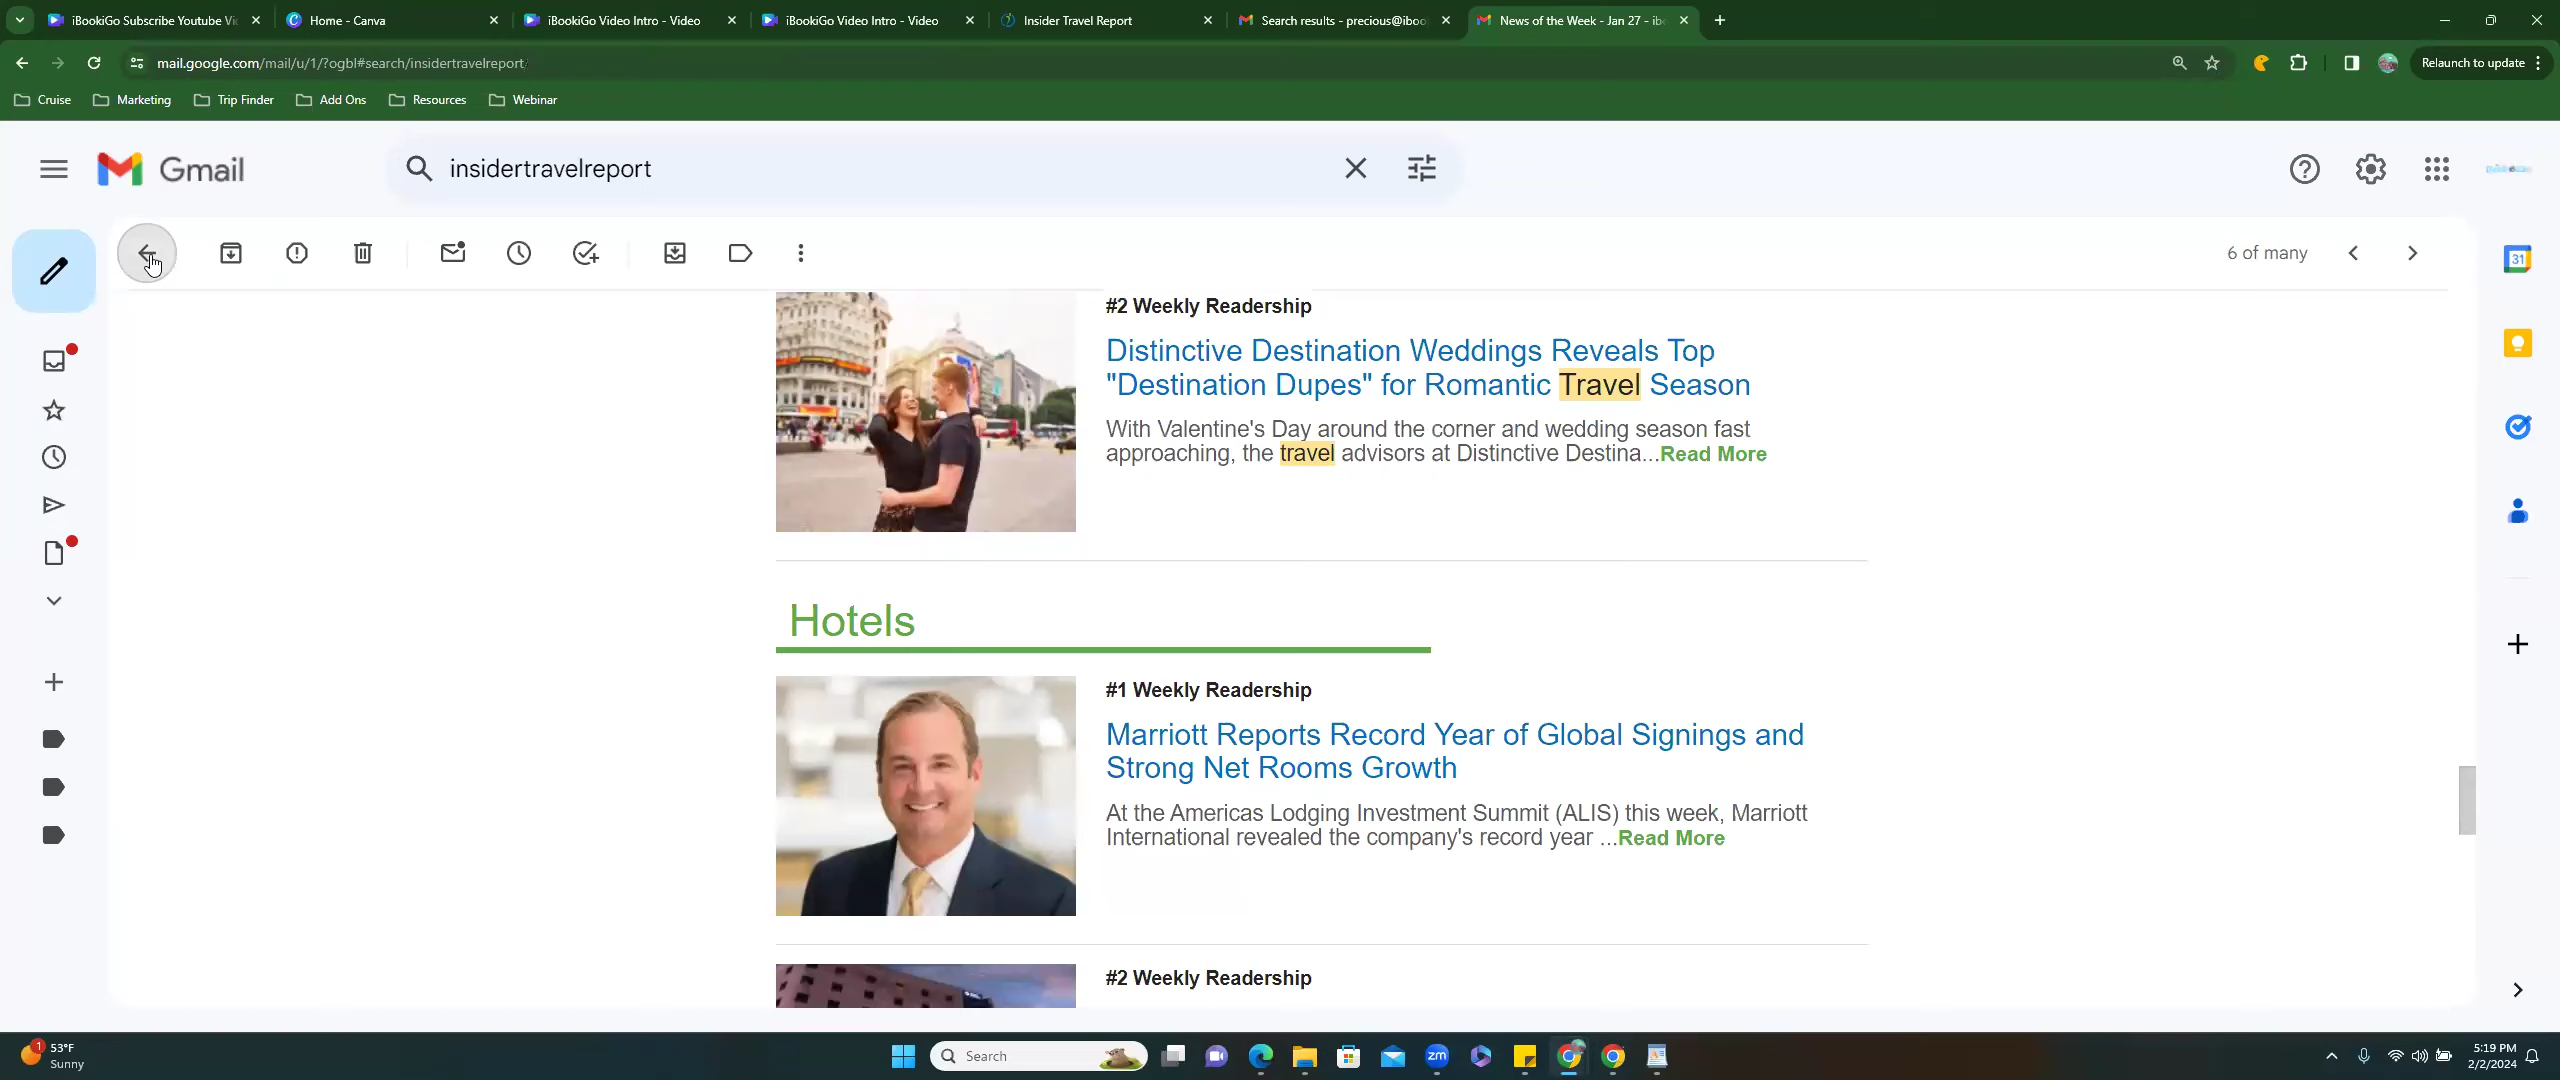 iBookiGo Subscribe Youtube Vi
Home - Canva
iBookiGo Video Intro - Video
iBookiGo Video Intro - Video
Insider Travel Report
Search results - precious@iboo
News of the Week - Jan 27 - ib
mail.google.com/mail/u/1/?ogbl#search/insidertravelreport
Relaunch to update
Cruise
Marketing
Trip Finder
Add Ons
Resources
Webinar
Gmail
insidertravelreport
6 of many
31
#2 Weekly Readership
Distinctive Destination Weddings Reveals Top
"Destination Dupes" for Romantic Travel Season
With Valentine's Day around the corner and wedding season fast
approaching, the travel advisors at Distinctive Destina...Read More
Hotels
#1 Weekly Readership
Marriott Reports Record Year of Global Signings and
Strong Net Rooms Growth
At the Americas Lodging Investment Summit (ALIS) this week, Marriott
International revealed the company's record year ...Read More
#2 Weekly Readership
1
53°F
Sunny
Search
zm
5:19 PM
2/2/2024